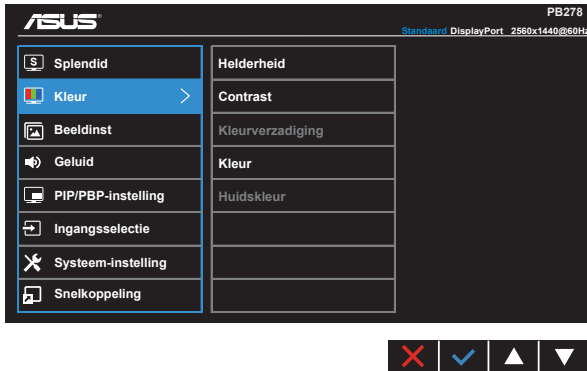 ASUS
PB278
Standaard DisplayPort 2560x1440@60Hz
S Splendid
Kleur
Beeldinst
Geluid
PIP/PBP-instelling
Ingangsselectie
Systeem-instelling
Snelkoppeling
Helderheid
Contrast
Kleurverzadiging
Kleur
Huidskleur